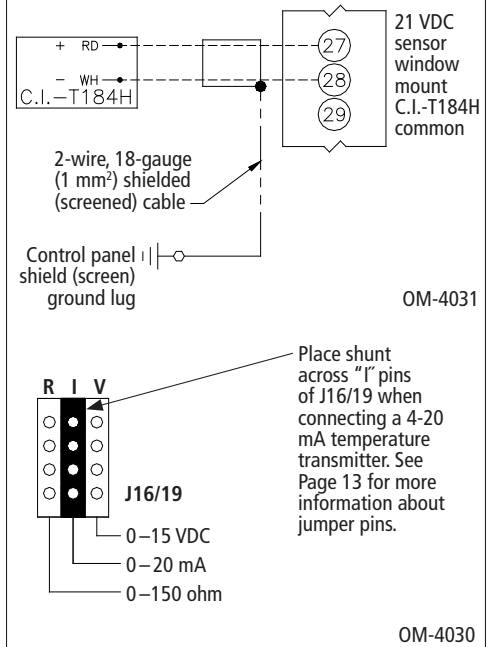 + RD
- WH
C.I.–T184H
27
28
29
21 VDC
sensor
window
mount
C.I.-T184H
common
2-wire, 18-gauge
(1 mm²) shielded
(screened) cable
Control panel
shield (screen)
ground lug
OM-4031
Place shunt
across "I˝ pins
of J16/19 when
connecting a 4-20
mA temperature
transmitter. See
Page 13 for more
information about
jumper pins.
R I V
J16/19
0–15 VDC
0–20 mA
0–150 ohm
OM-4030